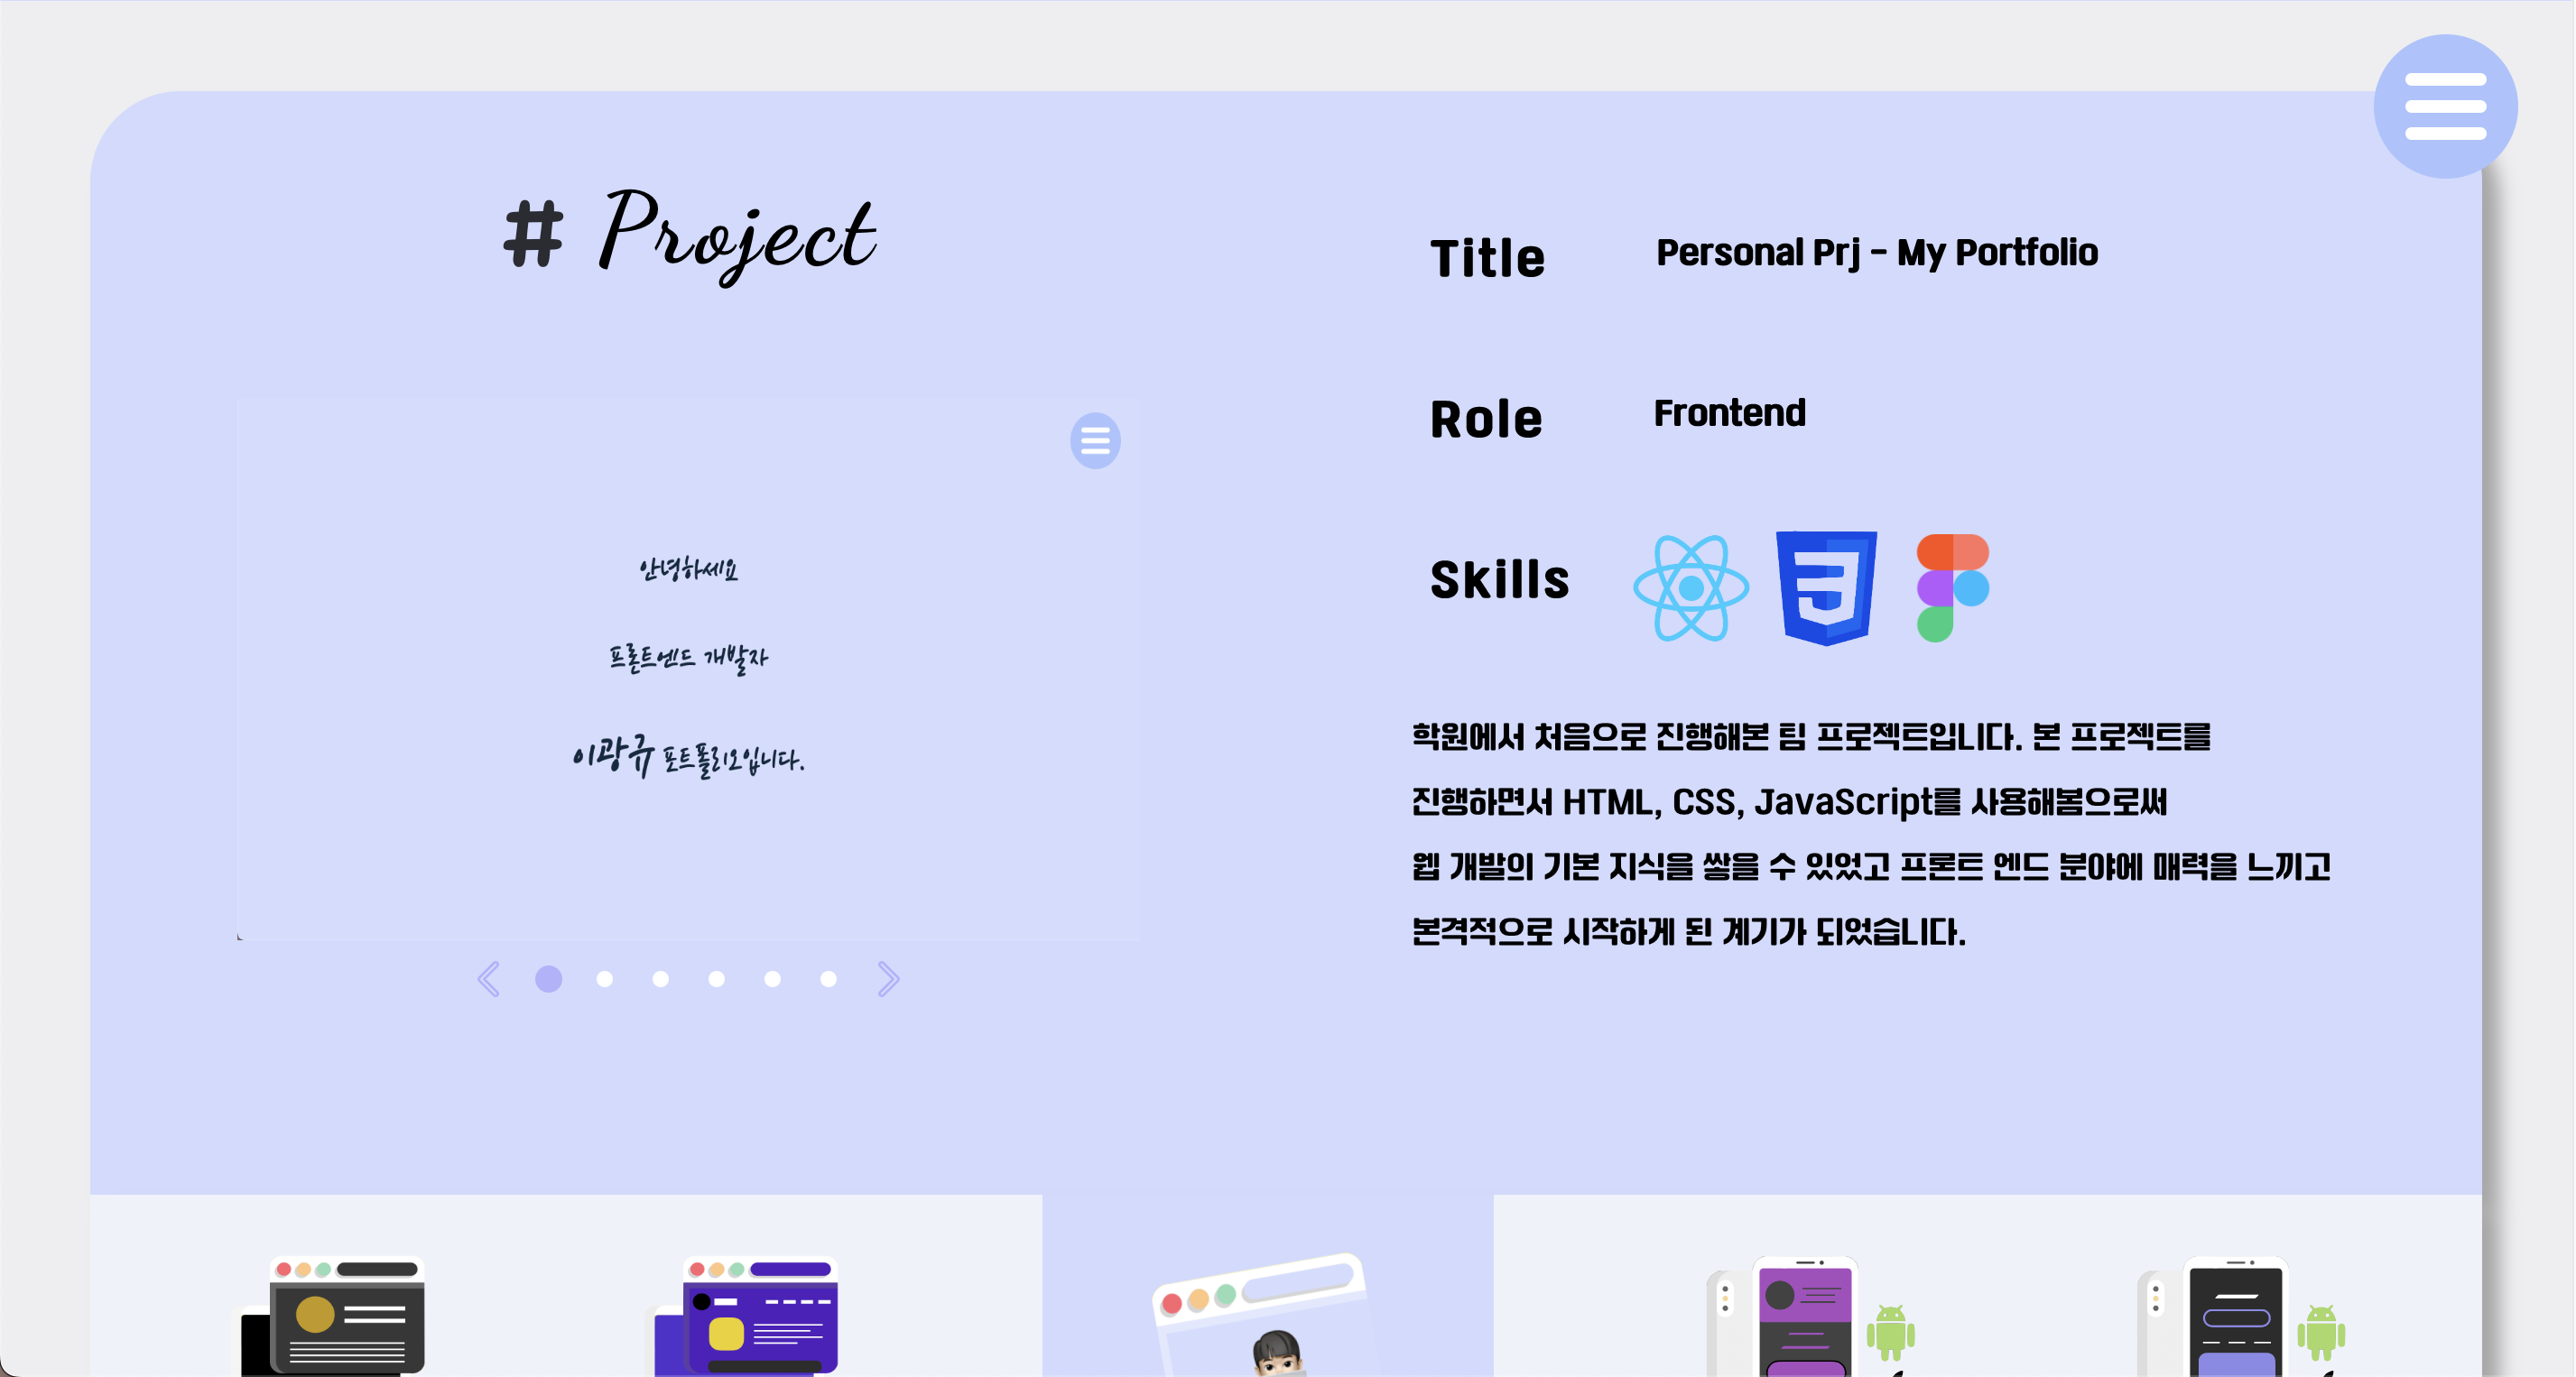 # Project
안녕하세요
프론트엔드 개발자
이광규 포트폴리오입니다.
Title Personal Prj - My Portfolio
Role Frontend
Skills
학원에서 처음으로 진행해본 팀 프로젝트입니다. 본 프로젝트를
진행하면서 HTML, CSS, JavaScript를 사용해봄으로써
웹 개발의 기본 지식을 쌓을 수 있었고 프론트 엔드 분야에 매력을 느끼고
본격적으로 시작하게 된 계기가 되었습니다.